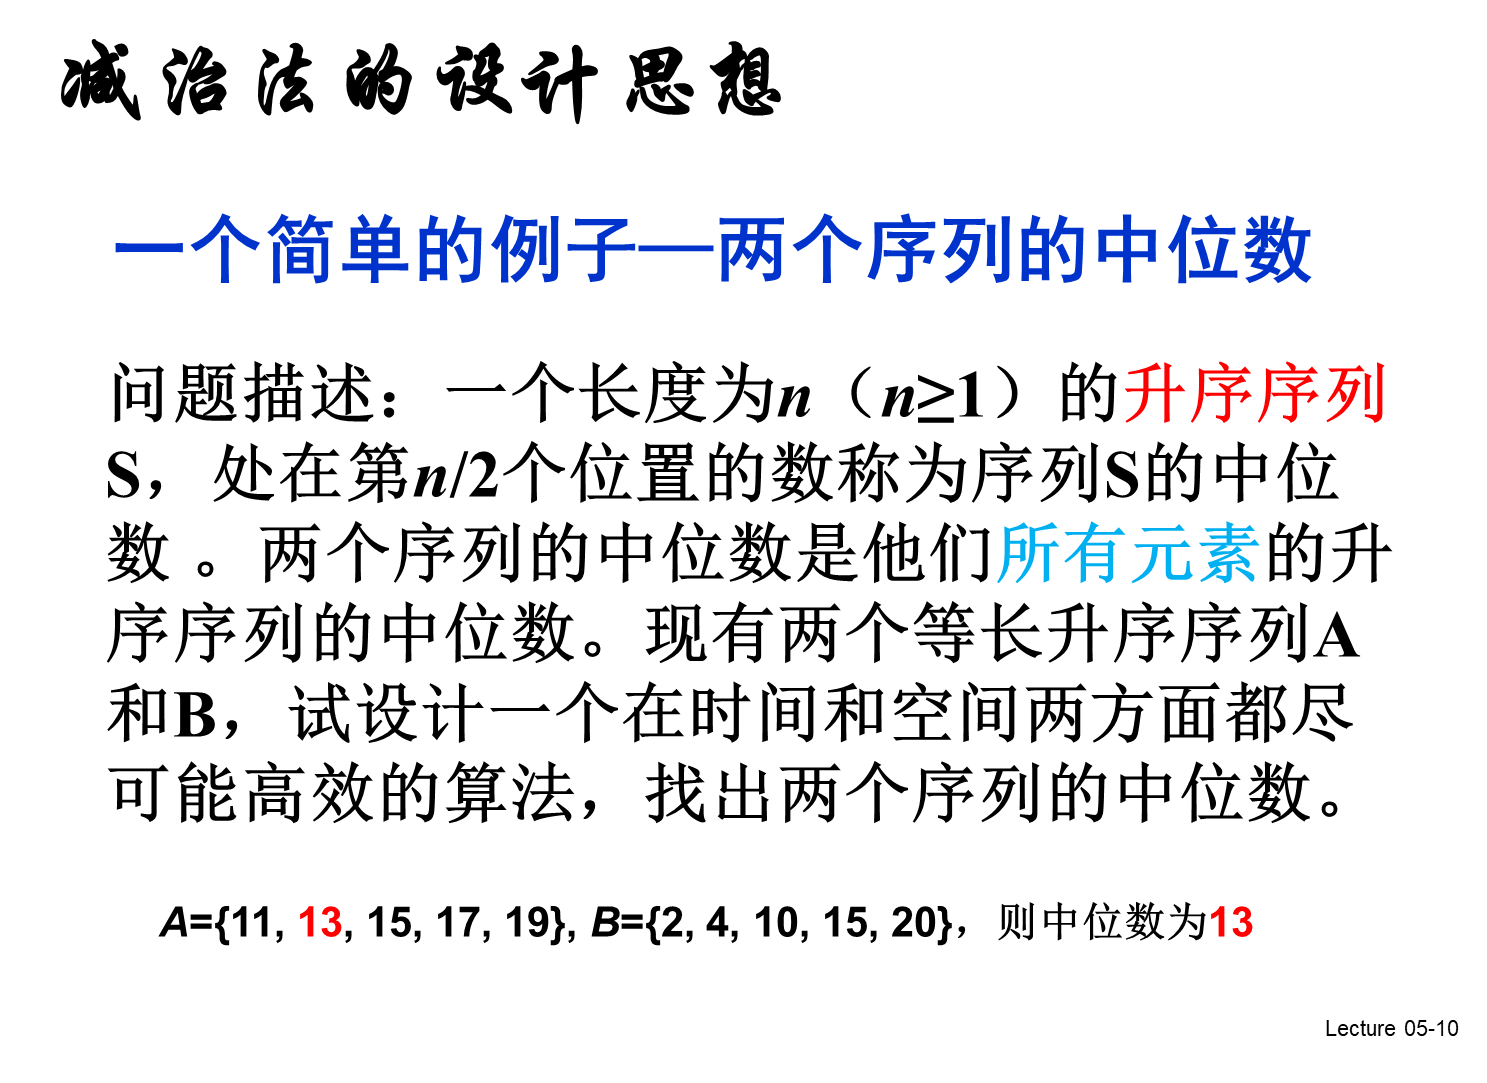 减治法的设计思想
一个简单的例子—两个序列的中位数
问题描述：一个长度为n（n≥1）的升序序列
S，处在第n/2个位置的数称为序列S的中位
数 。两个序列的中位数是他们所有元素的升
序序列的中位数。现有两个等长升序序列A
和B，试设计一个在时间和空间两方面都尽
可能高效的算法，找出两个序列的中位数。
A={11, 13, 15, 17, 19}, B={2, 4, 10, 15, 20}，则中位数为13
Lecture 05-10